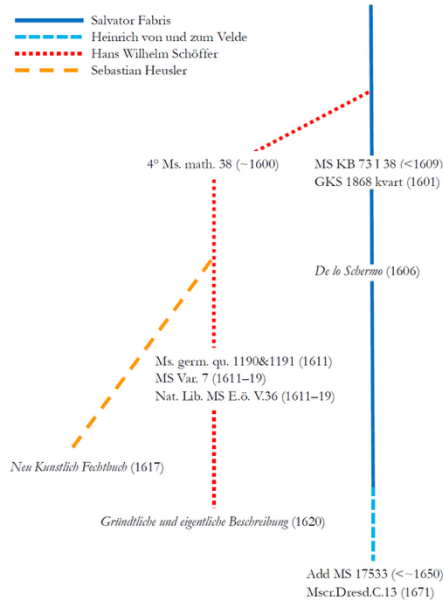 Salvator Fabris
Heinrich von und zum Velde
Hans Wilhelm Schöffer
Sebastian Heusler
4° Ms. math. 38 (~1600)
MS KB 73 J 38 (<1609)
GKS 1868 kvart (1601)
De lo Schermo (1606)
Ms. germ. qu. 1190&1191 (1611)
MS Var. 7 (1611–19)
Nat. Lib. MS E.ö. V.36 (1611–19)
Neu Kunstlich Fechtbuch (1617)
Gründtliche und eigentliche Beschreibung (1620)
Add MS 17533 (<~1650)
Mscr.Dresd.C.13 (1671)